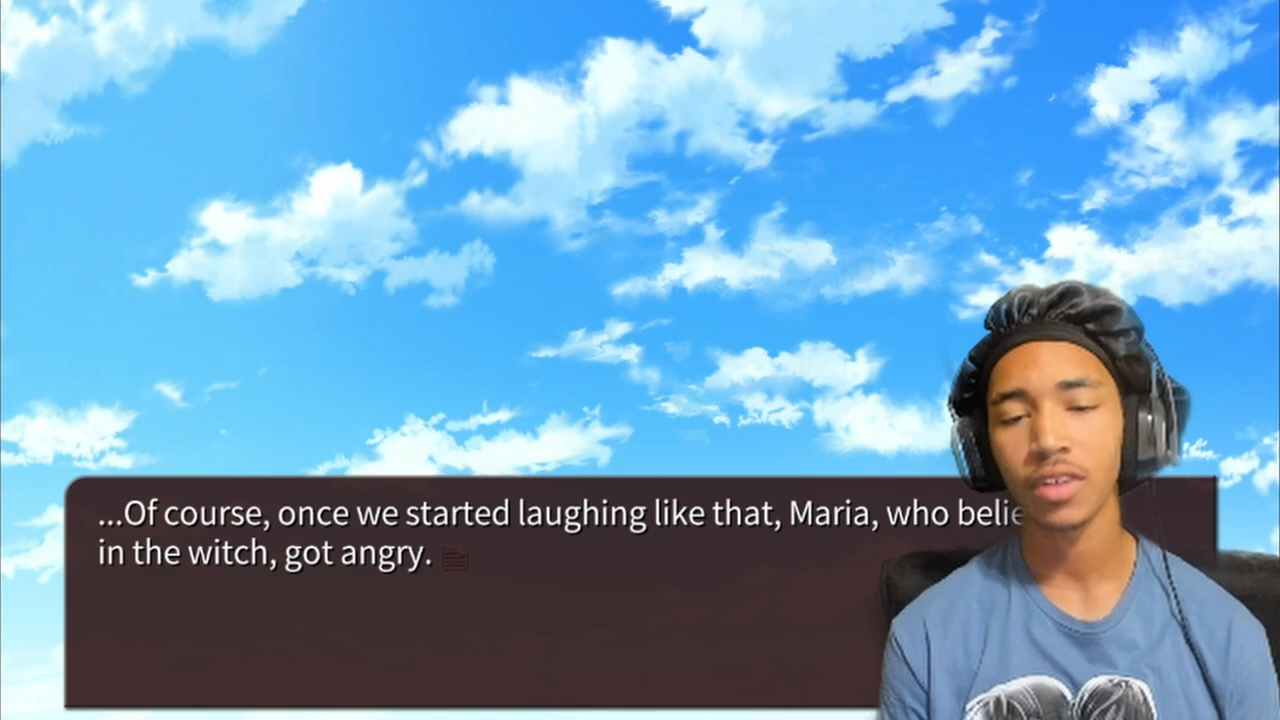 ...Of course, once we started laughing like that, Maria, who belie
in the witch, got angry.